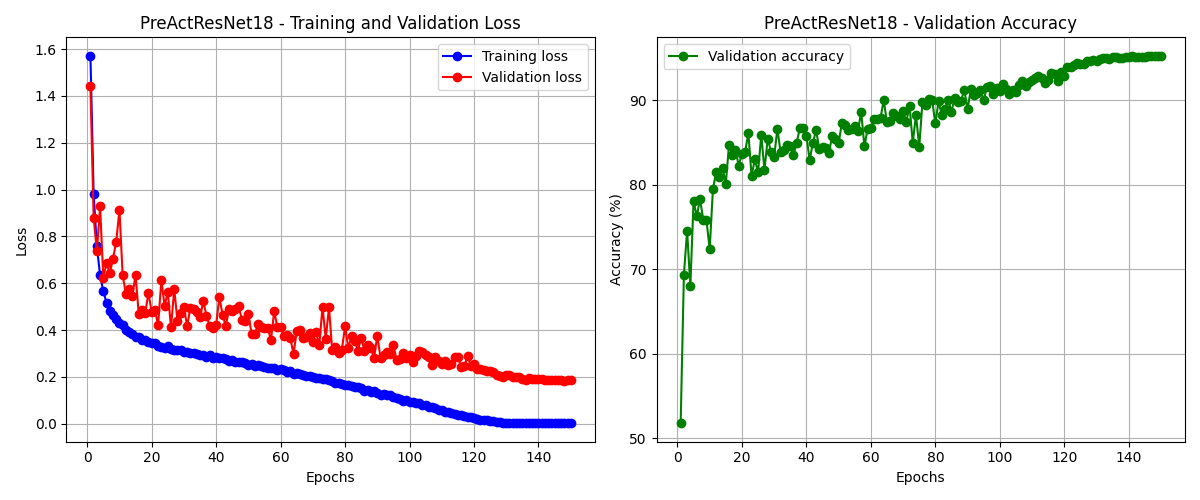 PreActResNet18 - Training and Validation Loss
1.6
1.4
1.2
1.0
0.8
0.6
0.4
0.2
0.0
Loss
Training loss
Validation loss
0 20 40 60 80 100 120 140
Epochs
PreActResNet18 - Validation Accuracy
90
80
70
60
50
Accuracy (%)
Validation accuracy
0 20 40 60 80 100 120 140
Epochs